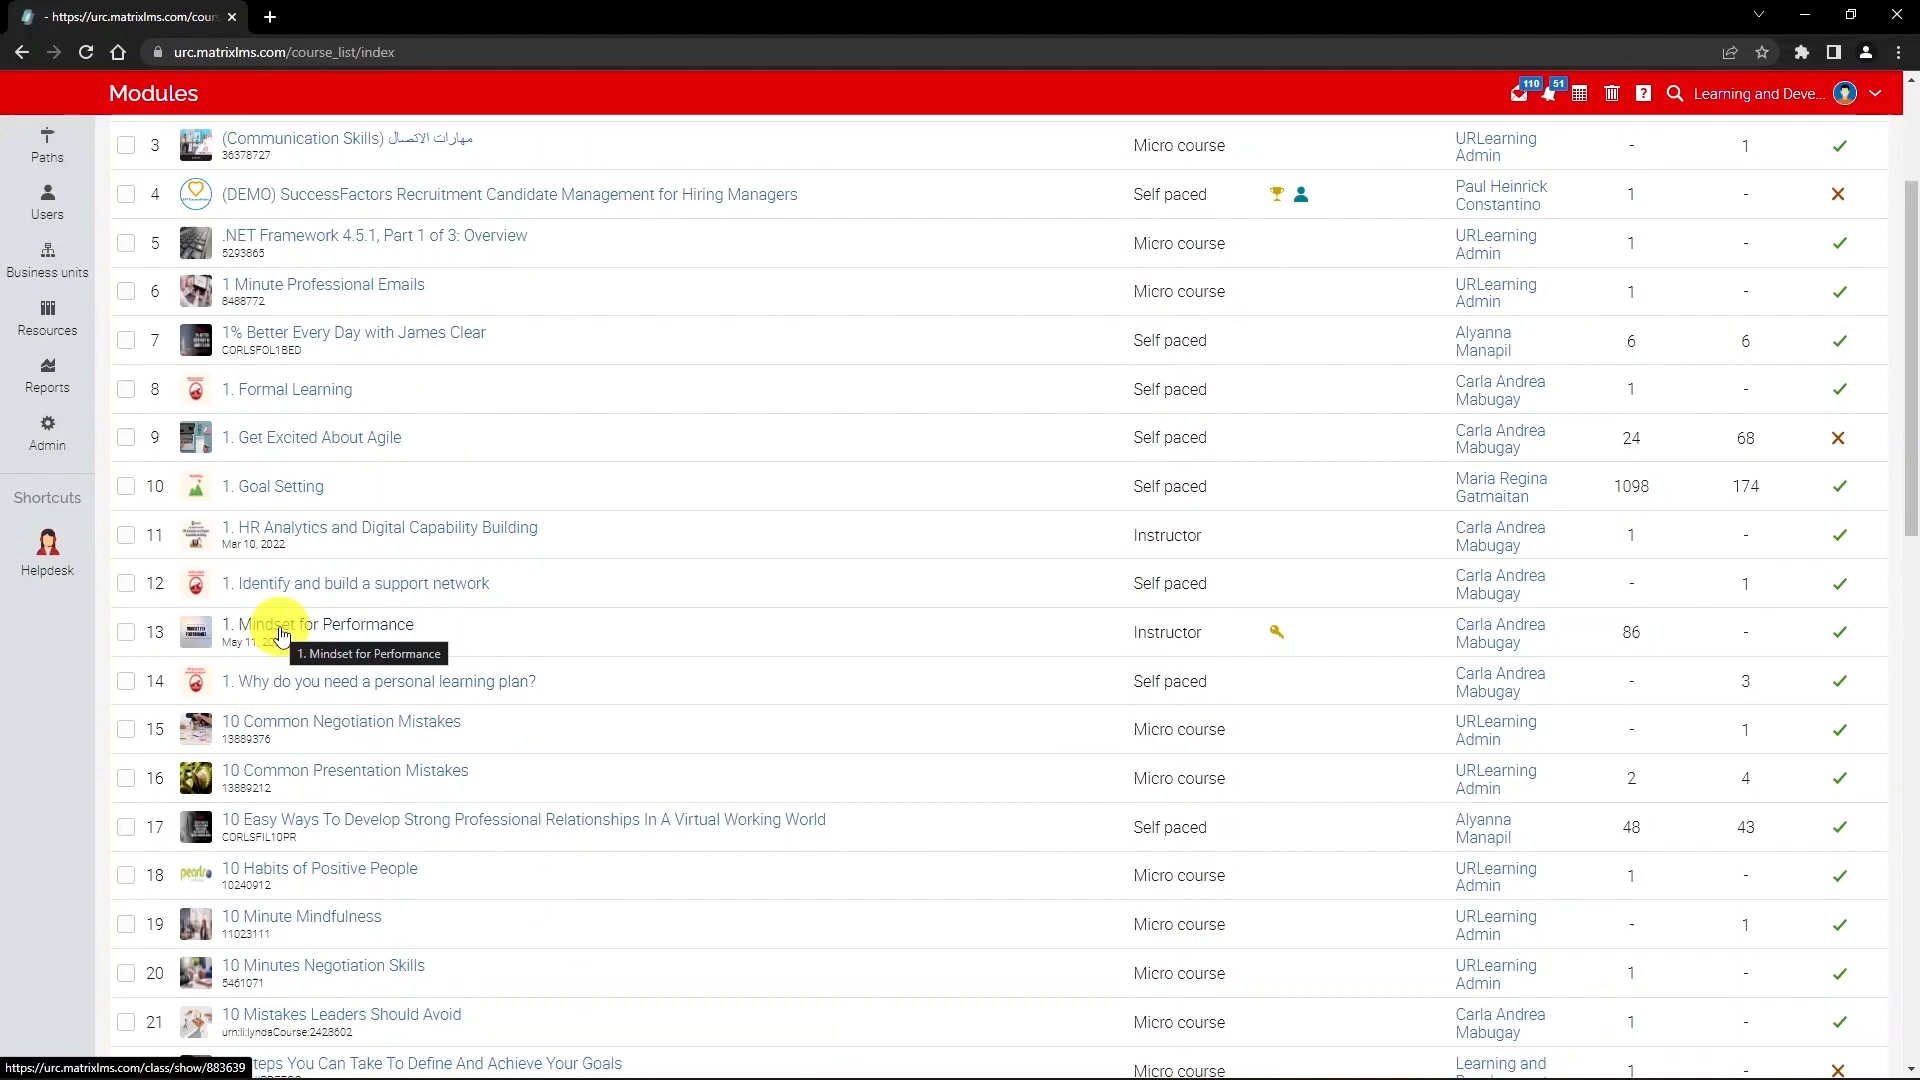 - https://urc.matrixlms.com/cour
urc.matrixlms.com/course_list/index
Modules
110
51
Learning and Deve...
Paths
Users
Business units
Resources
Reports
Admin
Shortcuts
Helpdesk
3 (Communication Skills) مهارات الاتصال Micro course URLearning Admin - 1
36378727
4 (DEMO) SuccessFactors Recruitment Candidate Management for Hiring Managers Self paced Paul Heinrick Constantino 1 -
5 .NET Framework 4.5.1, Part 1 of 3: Overview Micro course URLearning Admin 1 -
5293865
6 1 Minute Professional Emails Micro course URLearning Admin 1 -
8488772
7 1% Better Every Day with James Clear Self paced Alyanna Manapil 6 6
CORLSFOL1BED
8 1. Formal Learning Self paced Carla Andrea Mabugay 1 -
9 1. Get Excited About Agile Self paced Carla Andrea Mabugay 24 68
10 1. Goal Setting Self paced Maria Regina Gatmaitan 1098 174
11 1. HR Analytics and Digital Capability Building Instructor Carla Andrea Mabugay 1 -
Mar 10, 2022
12 1. Identify and build a support network Self paced Carla Andrea Mabugay - 1
13 1. Mindset for Performance Instructor Carla Andrea Mabugay 86 -
May 11, 20
1. Mindset for Performance
14 1. Why do you need a personal learning plan? Self paced Carla Andrea Mabugay - 3
15 10 Common Negotiation Mistakes Micro course URLearning Admin - 1
13889376
16 10 Common Presentation Mistakes Micro course URLearning Admin 2 4
13889212
17 10 Easy Ways To Develop Strong Professional Relationships In A Virtual Working World Self paced Alyanna Manapil 48 43
CORLSFIL10PR
18 10 Habits of Positive People Micro course URLearning Admin 1 -
10240912
19 10 Minute Mindfulness Micro course URLearning Admin - 1
11023111
20 10 Minutes Negotiation Skills Micro course URLearning Admin 1 -
5461071
21 10 Mistakes Leaders Should Avoid Micro course Carla Andrea Mabugay 1 -
urn:li:lyndaCourse:2428602
teps You Can Take To Define And Achieve Your Goals Micro course Learning and 1 -
https://urc.matrixlms.com/class/show/883639